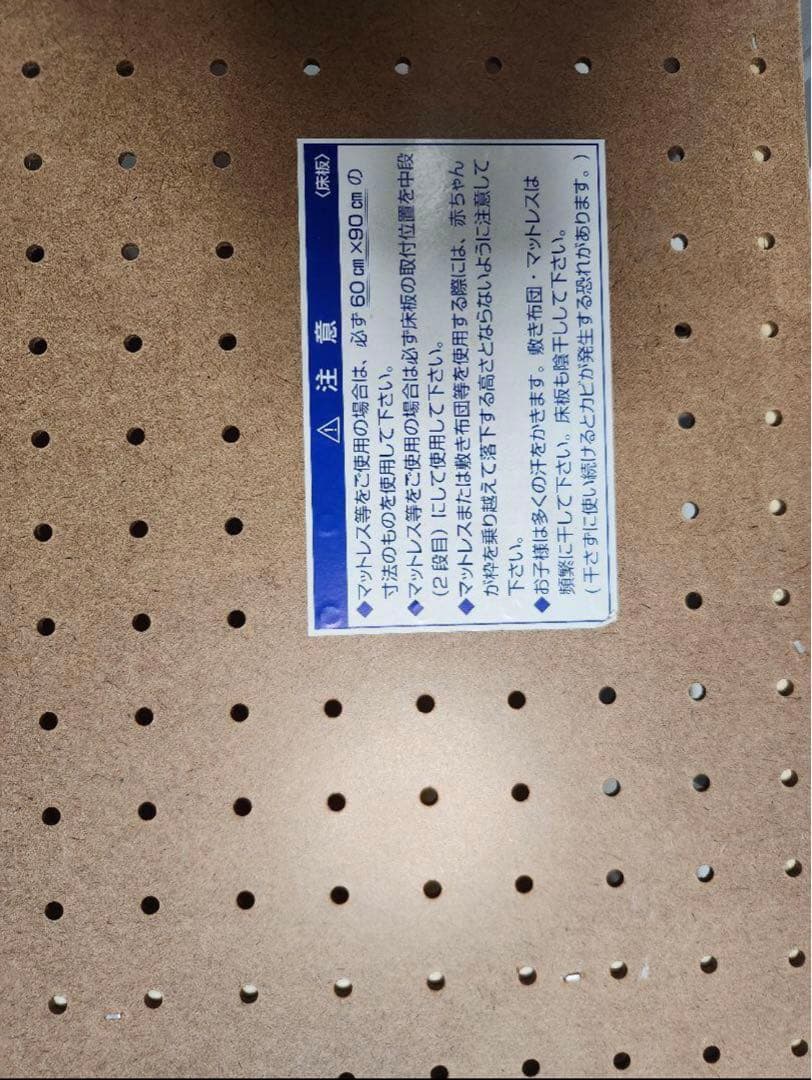 ⚠ 注意 〈床板〉
◆マットレス等をご使用の場合は、必ず 60㎝×90㎝の
寸法のものを使用して下さい。
◆マットレス等をご使用の場合は必ず床板の取付位置を中段
(2段目)にして使用して下さい。
◆マットレスまたは敷き布団等を使用する際には、赤ちゃん
が枠を乗り越えて落下する高さとならないように注意して
下さい。
◆お子様は多くの汗をかきます。敷き布団・マットレスは
頻繁に干して下さい。床板も陰干しして下さい。
(干さずに使い続けるとカビが発生する恐れがあります。)